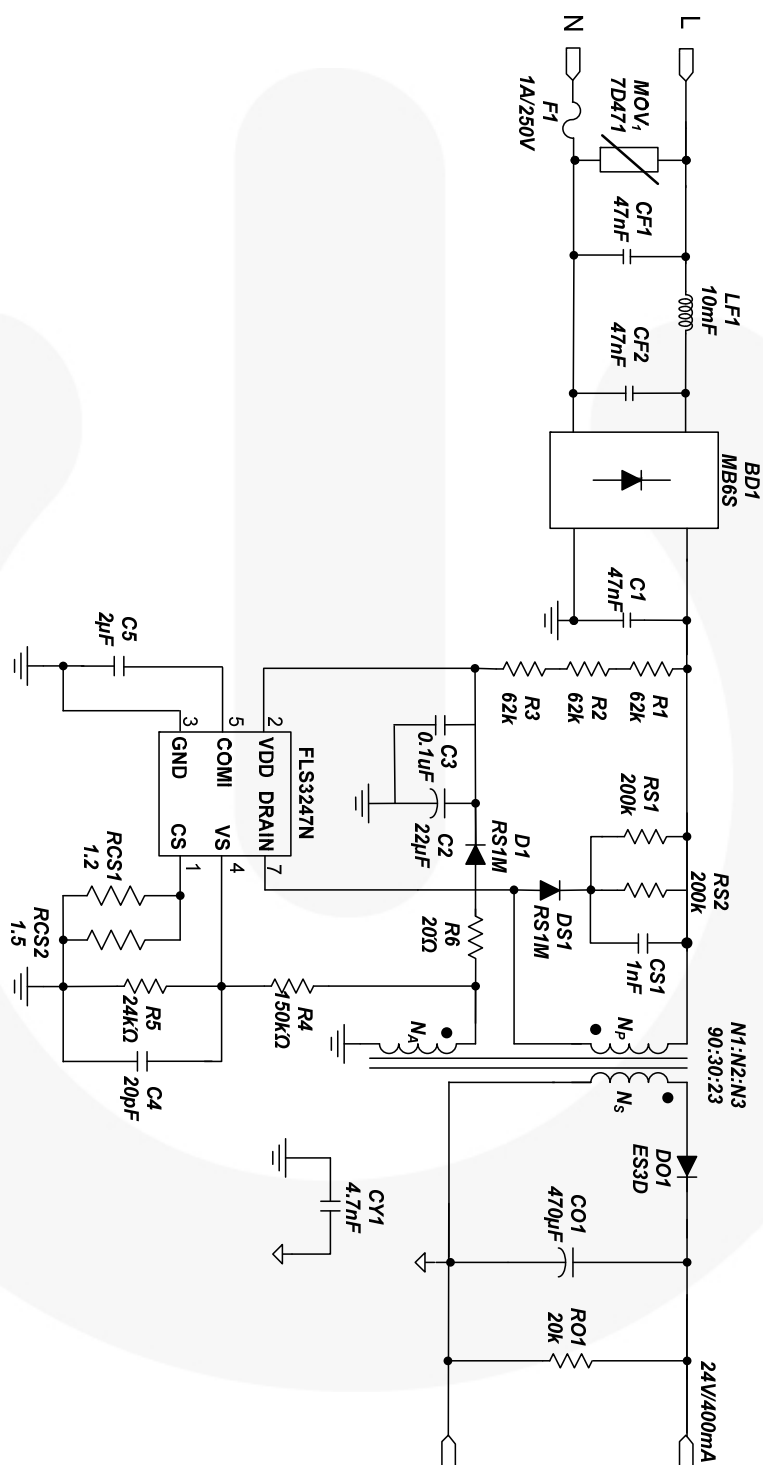 L
N
F1
1A/250V
MOV1
7D471
CF1
47nF
LF1
10mF
CF2
47nF
BD1
MB6S
C1
47nF
R1
62k
R2
62k
R3
62k
RS1
200k
RS2
200k
CS1
1nF
DS1
RS1M
D1
RS1M
R6
20Ω
C3
0.1uF
C2
22µF
C5
2µF
FLS3247N
2
VDD
5
COMI
3
GND
DRAIN
7
VS
4
CS
1
RCS1
1.2
RCS2
1.5
R5
24kΩ
R4
150kΩ
C4
20pF
NA
NP
NS
N1:N2:N3
90:30:23
DO1
ES3D
CO1
470µF
RO1
20k
24V/400mA
CY1
4.7nF